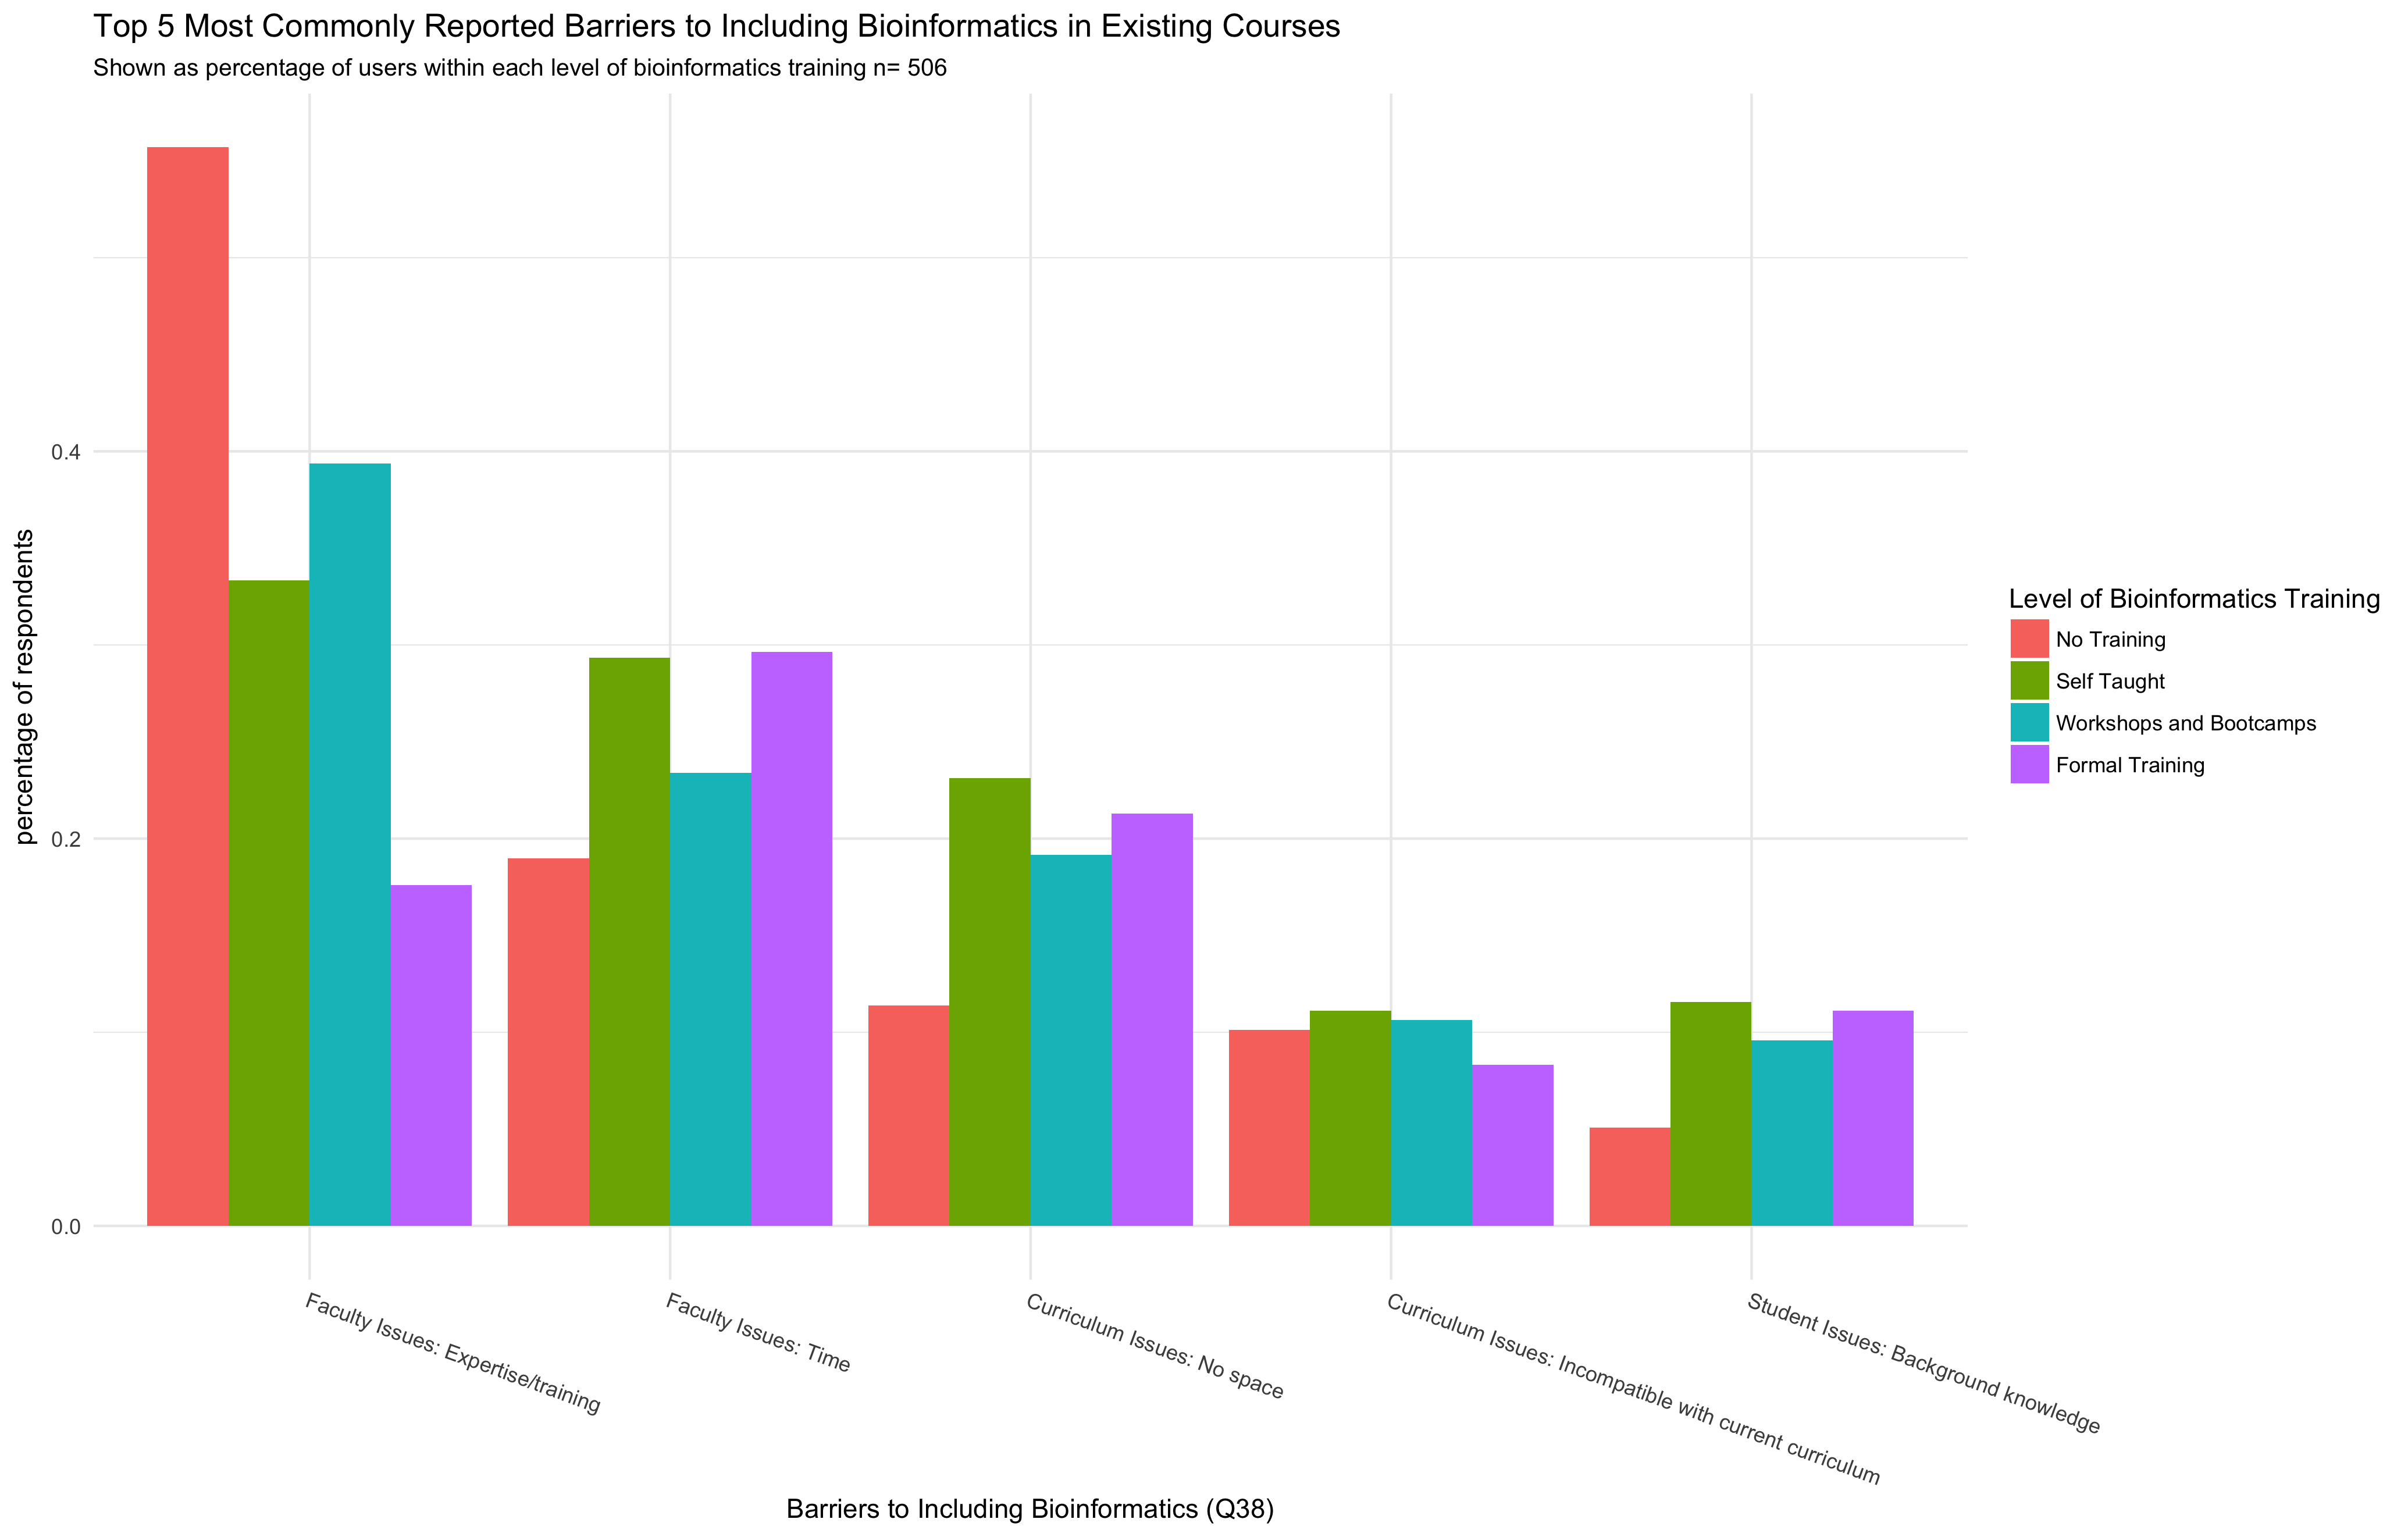 Top 5 Most Commonly Reported Barriers to Including Bioinformatics in Existing Courses
Shown as percentage of users within each level of bioinformatics training n= 506
percentage of respondents
0.4
0.2
0.0
Faculty Issues: Expertise/training
Faculty Issues: Time
Curriculum Issues: No space
Curriculum Issues: Incompatible with current curriculum
Student Issues: Background knowledge
Barriers to Including Bioinformatics (Q38)
Level of Bioinformatics Training
No Training
Self Taught
Workshops and Bootcamps
Formal Training